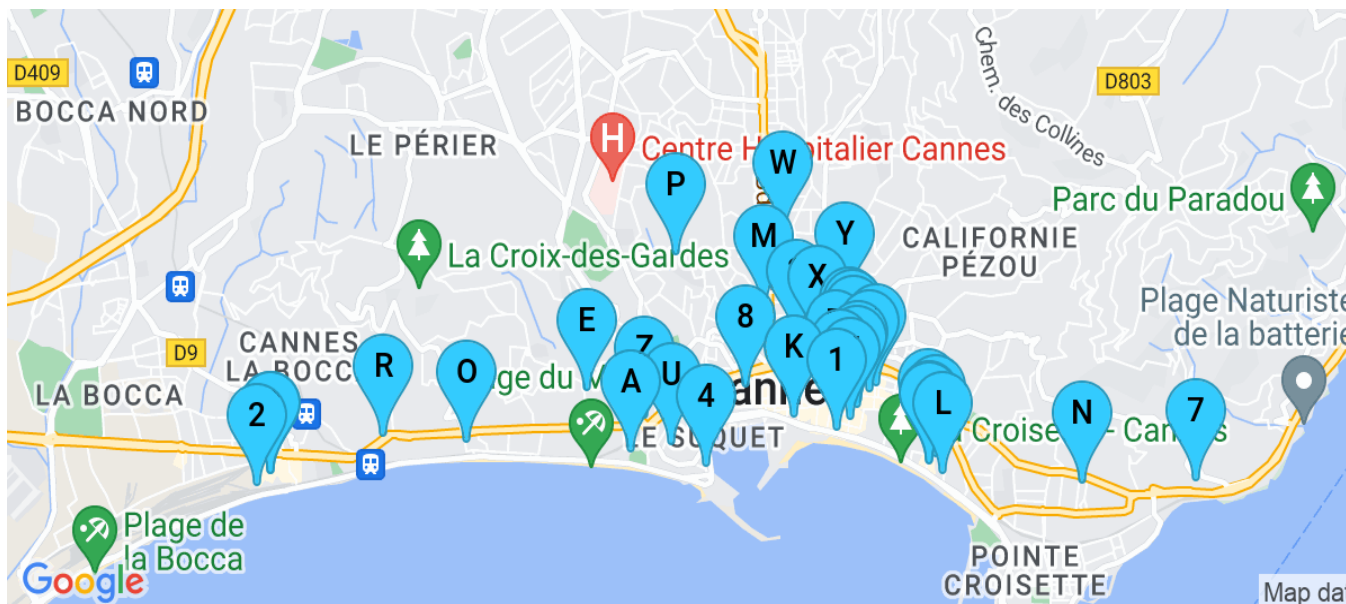 D409
BOCCA NORD
LE PÉRIER
H
Centre H
pitalier Cannes
W
Chem. des Collines
D803
P
Parc du Paradou
M
Y
CALIFORNIE
PÉZOU
La Croix-des-Gardes
X
E
8
Plage Naturiste
de la batterie
D9
CANNES
LA BOCC
LA BOCCA
R
O
Z
A
U
K
1
4
L
N
7
2
LE SUQUET
Plage de
la Bocca
POINTE
CROISETTE
Google
Map dat